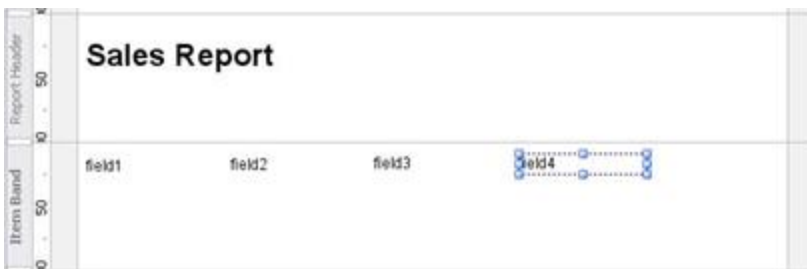 Report Header
50
Sales Report
Item Band
50
field1 field2 field3 field4